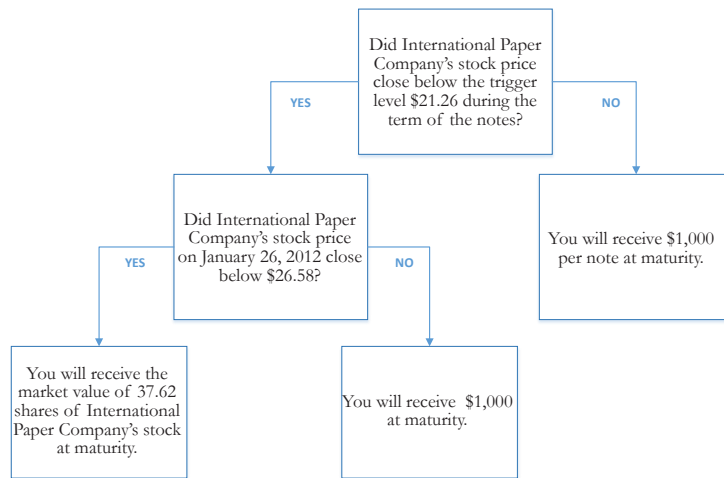 Did International Paper
Company's stock price
close below the trigger
level $21.26 during the
term of the notes?
YES
NO
Did International Paper
Company's stock price
on January 26, 2012 close
below $26.58?
You will receive $1,000
per note at maturity.
YES
NO
You will receive the
market value of 37.62
shares of International
Paper Company's stock
at maturity.
You will receive  $1,000
at maturity.